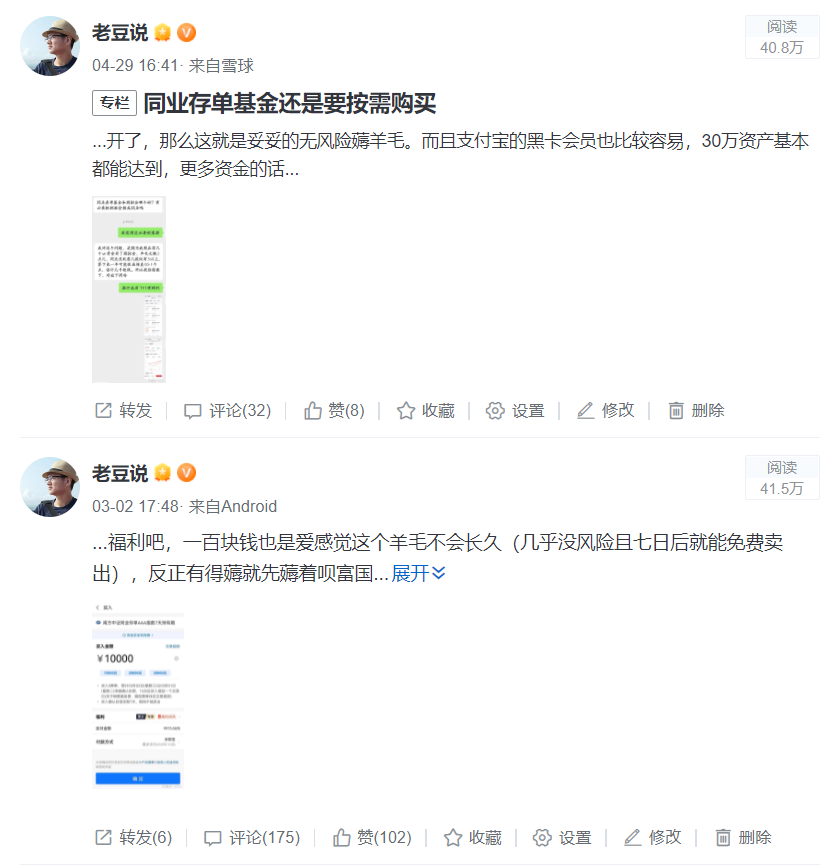 老豆说
阅读
40.8万
04-29 16:41· 来自雪球
专栏 同业存单基金还是要按需购买
...开了，那么这就是妥妥的无风险薅羊毛。而且支付宝的黑卡会员也比较容易，30万资产基本
都能达到，更多资金的话...
转发 评论(32) 赞(8) 收藏 设置 修改 删除
老豆说
阅读
41.5万
03-02 17:48· 来自Android
...福利吧，一百块钱也是爱感觉这个羊毛不会长久（几乎没风险且七日后就能免费卖
出），反正有得薅就先薅着呗富国...展开
买入
¥10000
转发(6) 评论(175) 赞(102) 收藏 设置 修改 删除